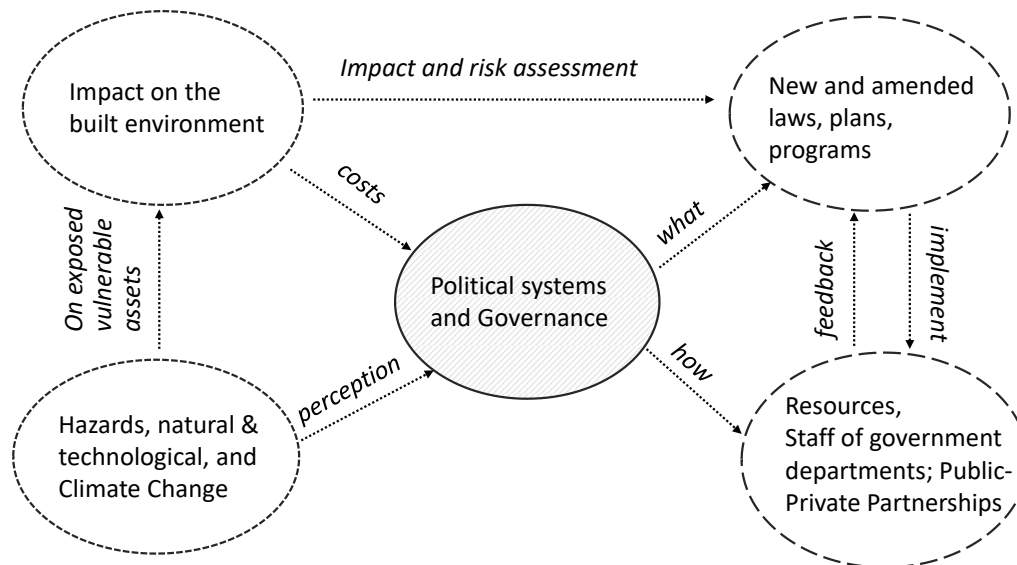 Impact on the
built environment
Impact and risk assessment
New and amended
laws, plans,
programs
costs
what
On exposed
vulnerable
assets
Political systems
and Governance
feedback
implement
perception
how
Hazards, natural &
technological, and
Climate Change
Resources,
Staff of government
departments; Public-
Private Partnerships